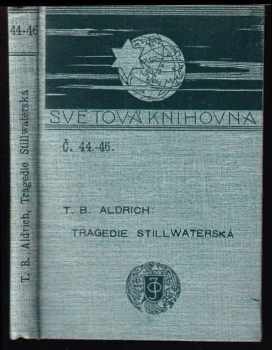 44-46
T. B. Aldrich, Tragedie Stillwaterská
SVĚTOVÁ KNIHOVNA
Č. 44.-46.
T. B. ALDRICH:
TRAGEDIE STILLWATERSKÁ